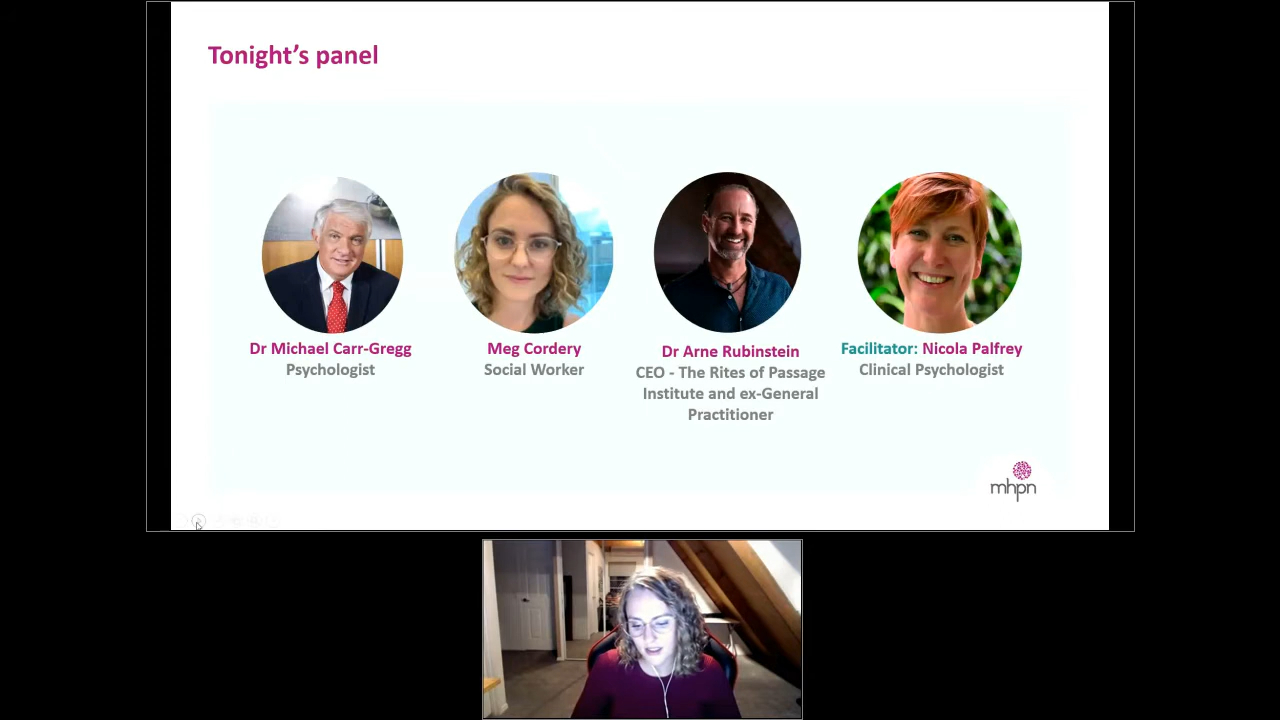 Tonight's panel
Dr Michael Carr-Gregg
Psychologist
Meg Cordery
Social Worker
Dr Arne Rubinstein
CEO - The Rites of Passage
Institute and ex-General
Practitioner
Facilitator: Nicola Palfrey
Clinical Psychologist
mhpn